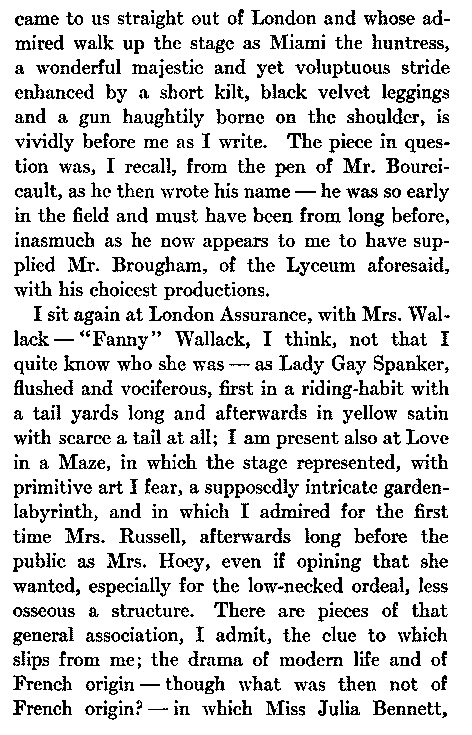 came to us straight out of London and whose ad-
mired walk up the stage as Miami the huntress,
a wonderful majestic and yet voluptuous stride
enhanced by a short kilt, black velvet leggings
and a gun haughtily borne on the shoulder, is
vividly before me as I write. The piece in ques-
tion was, I recall, from the pen of Mr. Bourci-
cault, as he then wrote his name — he was so early
in the field and must have been from long before,
inasmuch as he now appears to me to have sup-
plied Mr. Brougham, of the Lyceum aforesaid,
with his choicest productions.
I sit again at London Assurance, with Mrs. Wal-
lack — "Fanny" Wallack, I think, not that I
quite know who she was — as Lady Gay Spanker,
flushed and vociferous, first in a riding-habit with
a tail yards long and afterwards in yellow satin
with scarce a tail at all; I am present also at Love
in a Maze, in which the stage represented, with
primitive art I fear, a supposedly intricate garden-
labyrinth, and in which I admired for the first
time Mrs. Russell, afterwards long before the
public as Mrs. Hoey, even if opining that she
wanted, especially for the low-necked ordeal, less
osseous a structure. There are pieces of that
general association, I admit, the clue to which
slips from me; the drama of modern life and of
French origin — though what was then not of
French origin? — in which Miss Julia Bennett,